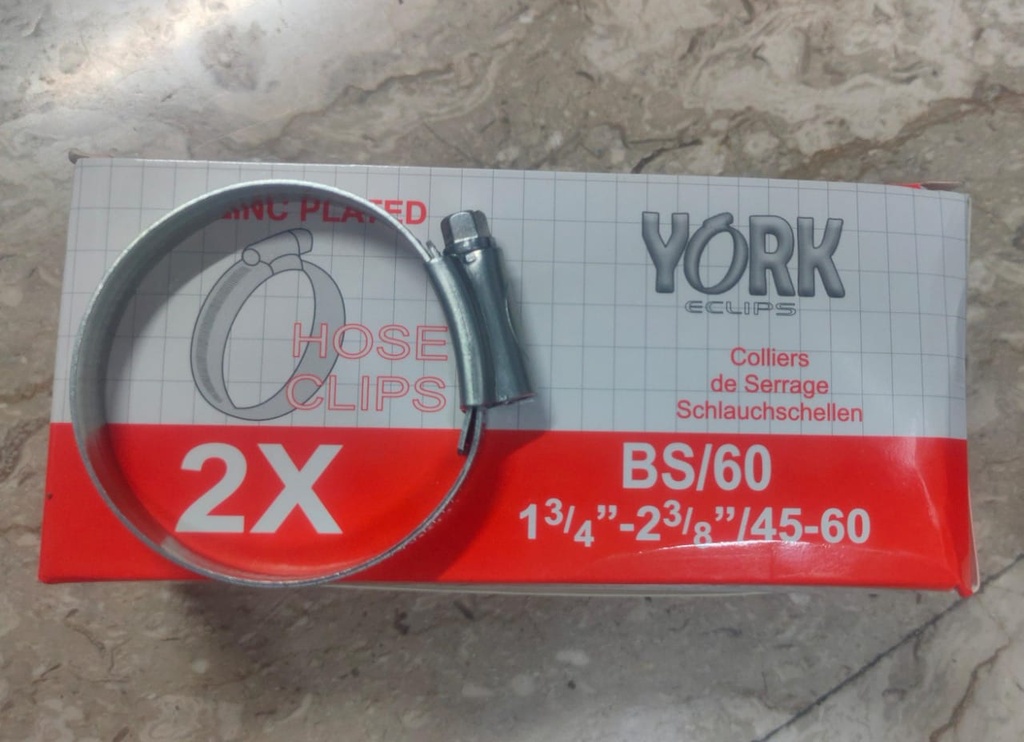 ZINC PLATED
HOSE
CLIPS
2X
YORK
ECLIPS
Colliers
de Serrage
Schlauchschellen
BS/60
1 3/4”-2 3/8”/45-60